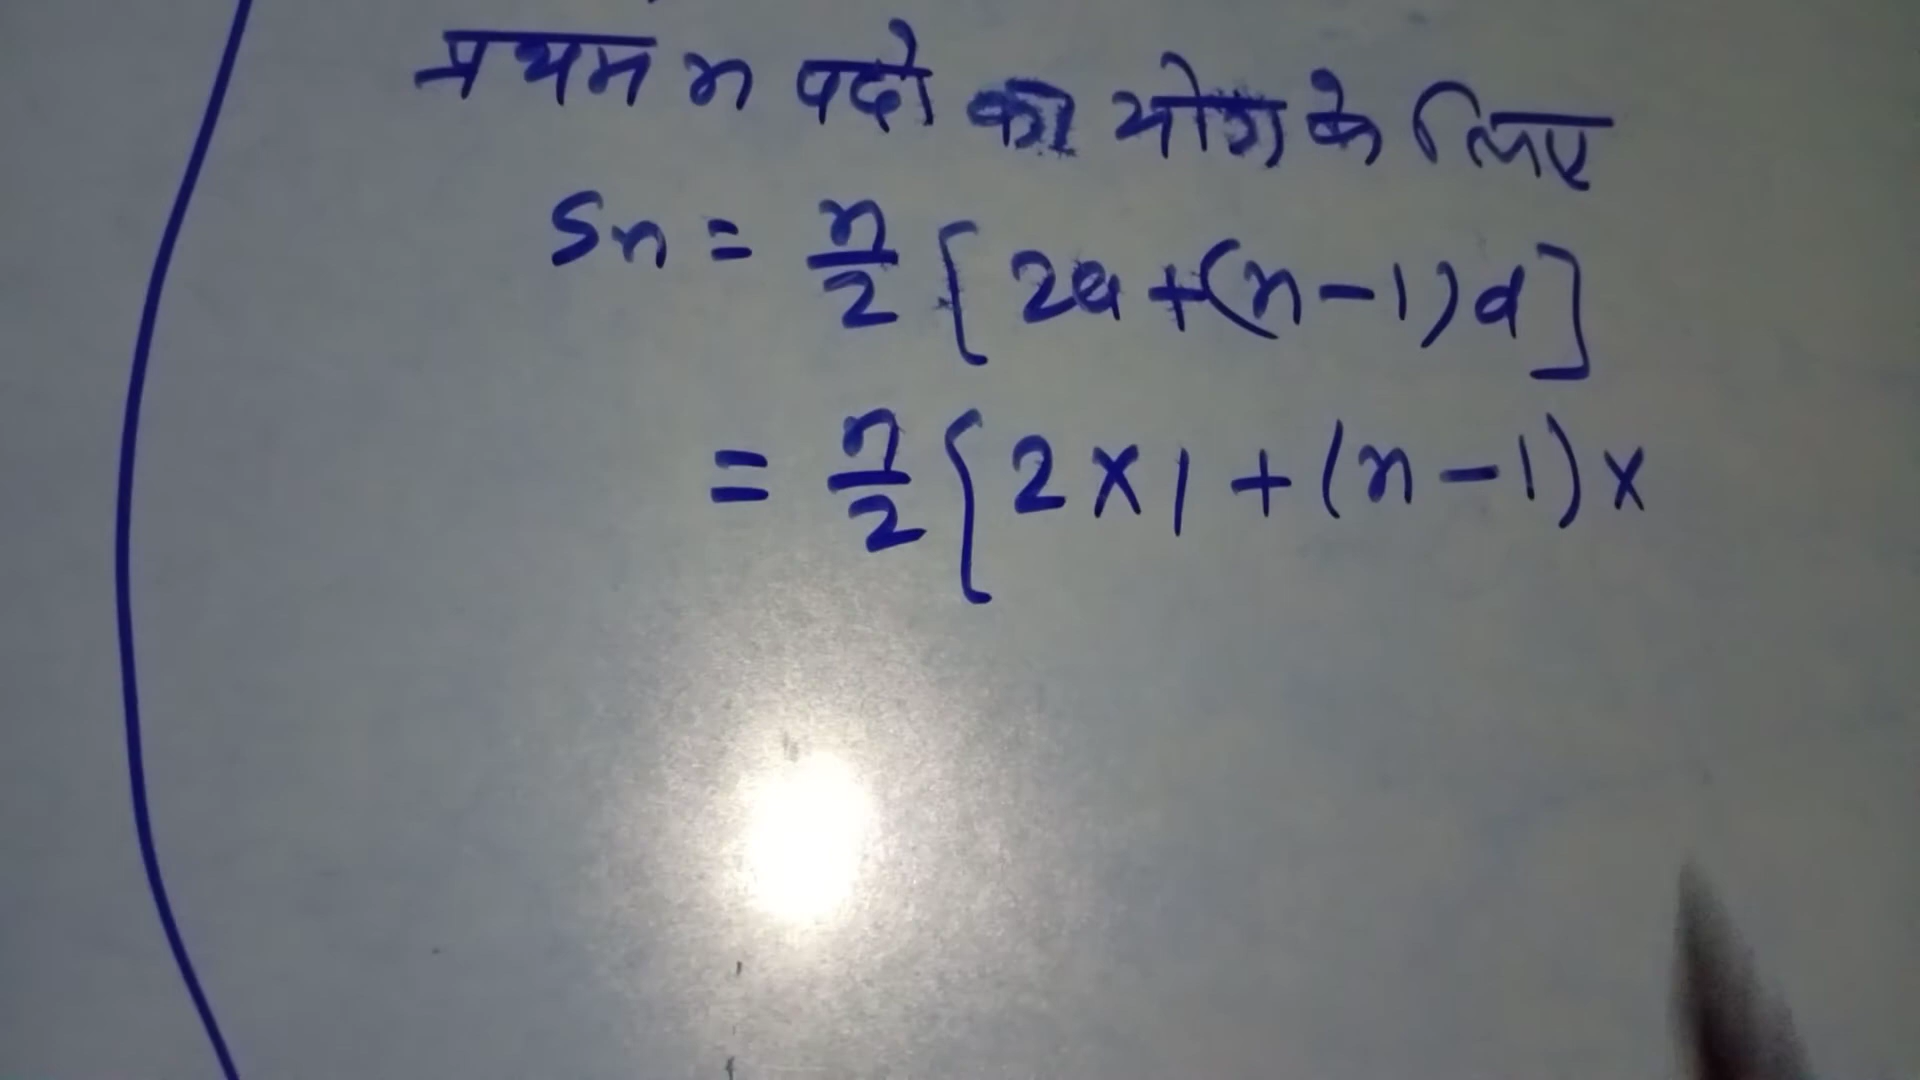 प्रथम n पदो का योग के लिए
Sn = n/2 [ 2a + (n-1) d ]
= n/2 { 2 × 1 + (n - 1) ×